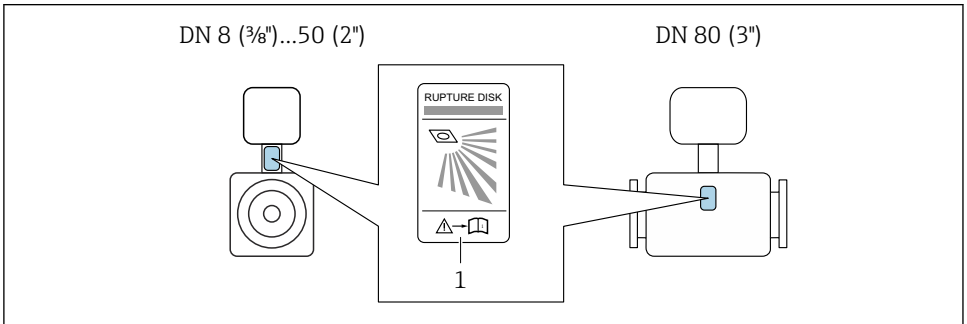 DN 8 (⅜")...50 (2")
DN 80 (3")
RUPTURE DISK
1